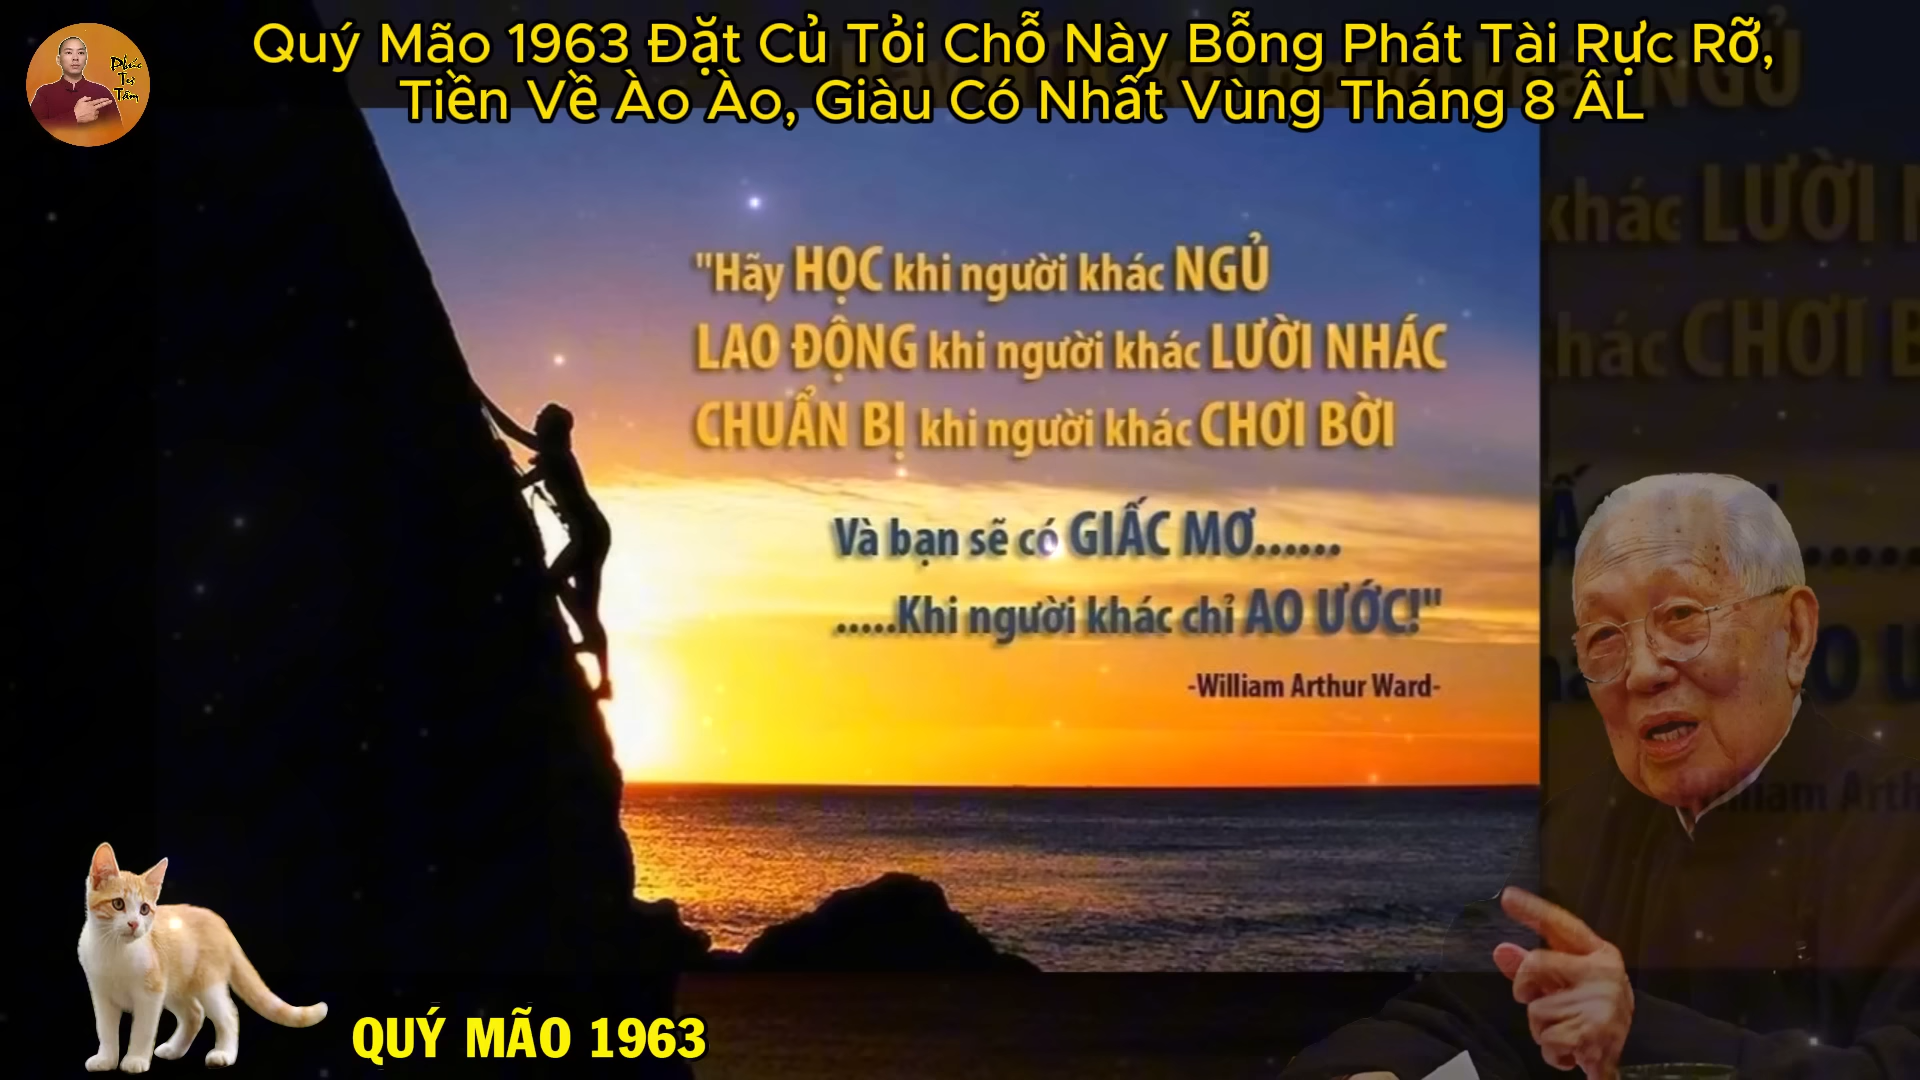 Quý Mão 1963 Đặt Củ Tỏi Chỗ Này Bỗng Phát Tài Rực Rỡ,
Tiền Về Ào Ào, Giàu Có Nhất Vùng Tháng 8 ÂL
Phúc
Tại
Tâm
"Hãy HỌC khi người khác NGỦ
LAO ĐỘNG khi người khác LƯỜI NHÁC
CHUẨN BỊ khi người khác CHƠI BỜI
Và bạn sẽ có GIẤC MƠ......
.....Khi người khác chỉ AO ƯỚC!"
-William Arthur Ward-
QUÝ MÃO 1963